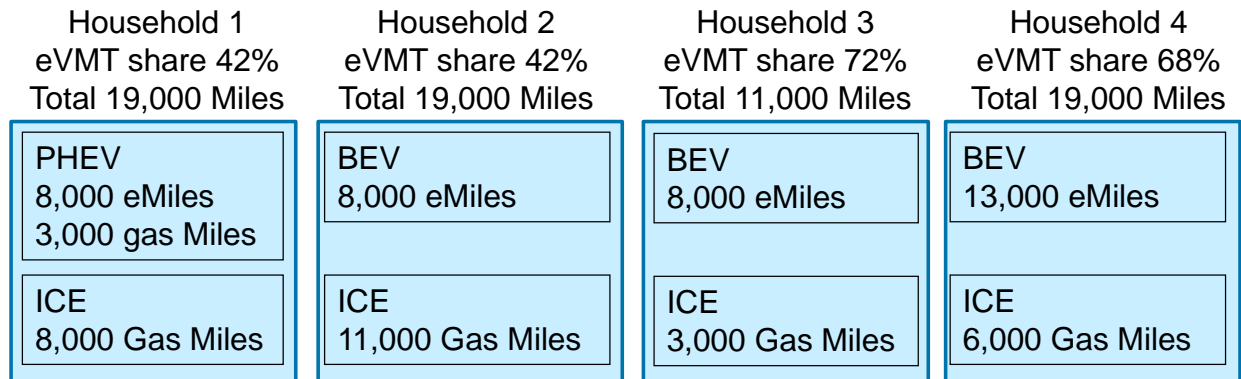 Household 1
eVMT share 42%
Total 19,000 Miles
PHEV
8,000 eMiles
3,000 gas Miles
ICE
8,000 Gas Miles
Household 2
eVMT share 42%
Total 19,000 Miles
BEV
8,000 eMiles
ICE
11,000 Gas Miles
Household 3
eVMT share 72%
Total 11,000 Miles
BEV
8,000 eMiles
ICE
3,000 Gas Miles
Household 4
eVMT share 68%
Total 19,000 Miles
BEV
13,000 eMiles
ICE
6,000 Gas Miles